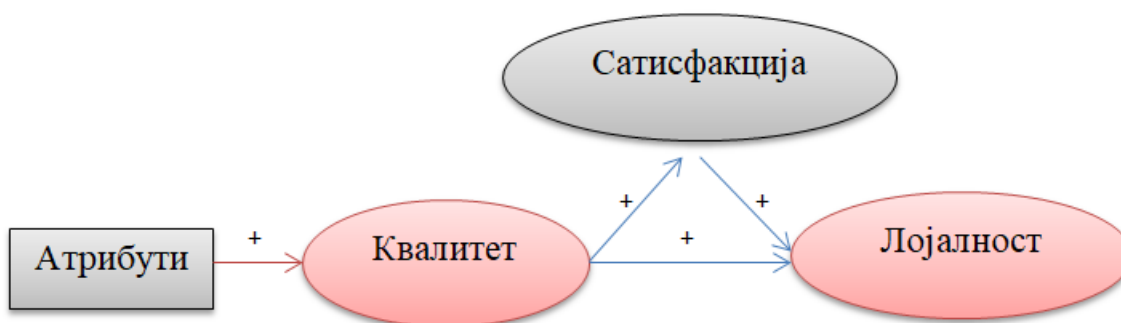 Сатисфакција
+
+
+
+
Атрибути
Квалитет
Лојалност